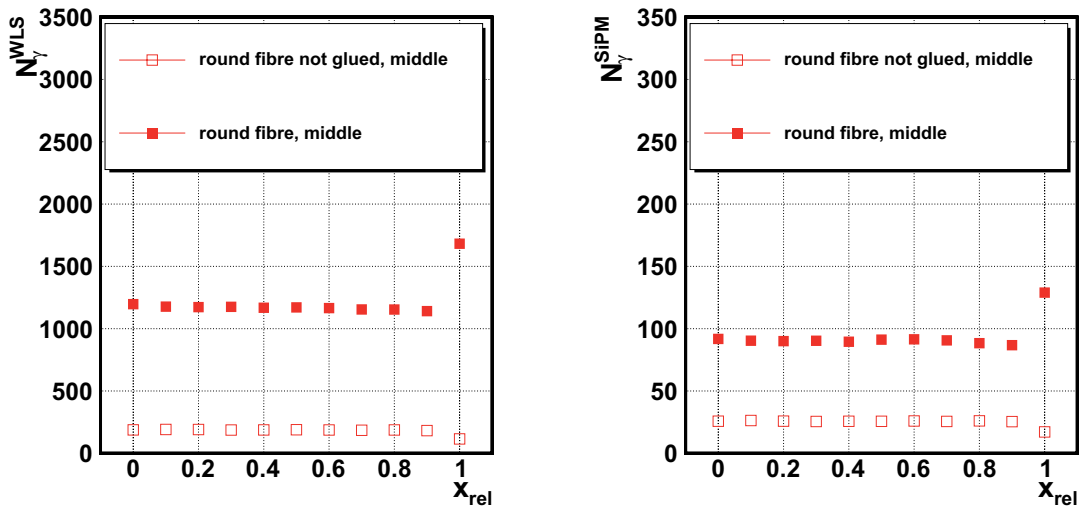 N_γ^WLS
3500
3000
2500
2000
1500
1000
500
0
round fibre not glued, middle
round fibre, middle
0 0.2 0.4 0.6 0.8 1
x_rel
N_γ^SiPM
350
300
250
200
150
100
50
0
round fibre not glued, middle
round fibre, middle
0 0.2 0.4 0.6 0.8 1
x_rel